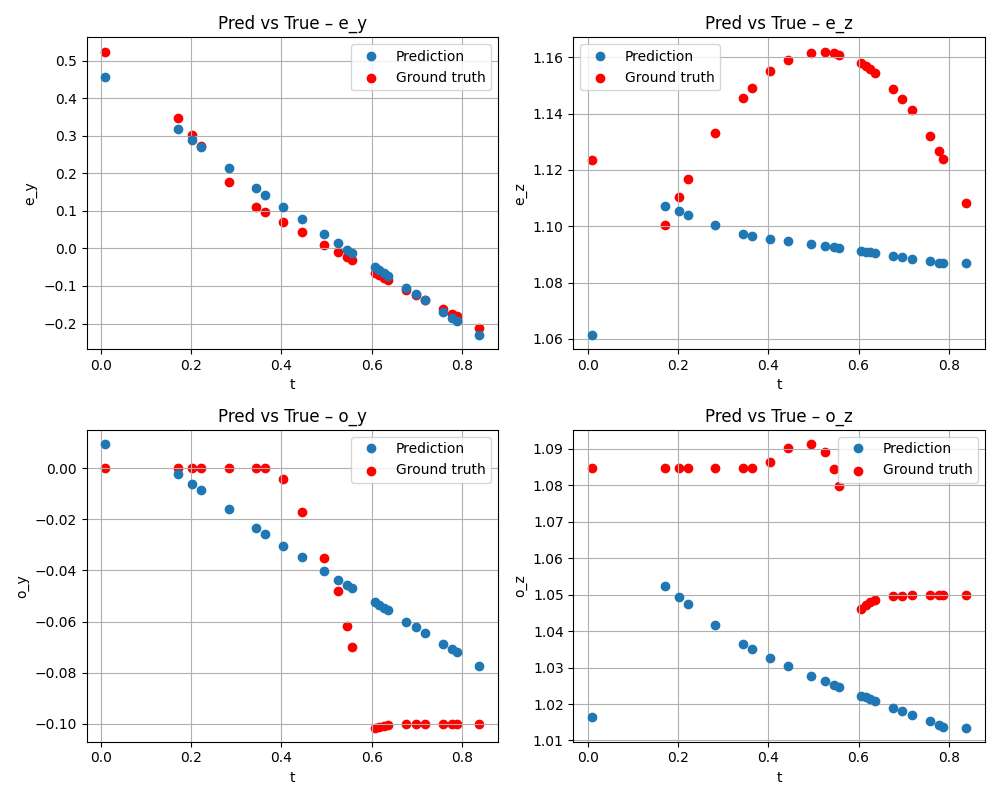 Pred vs True – e_y
0.5
0.4
0.3
0.2
0.1
0.0
−0.1
−0.2
e_y
Prediction
Ground truth
0.0 0.2 0.4 0.6 0.8
t
Pred vs True – e_z
1.16
1.14
1.12
1.10
1.08
1.06
e_z
Prediction
Ground truth
0.0 0.2 0.4 0.6 0.8
t
Pred vs True – o_y
0.00
−0.02
−0.04
−0.06
−0.08
−0.10
o_y
Prediction
Ground truth
0.0 0.2 0.4 0.6 0.8
t
Pred vs True – o_z
1.09
1.08
1.07
1.06
1.05
1.04
1.03
1.02
1.01
o_z
Prediction
Ground truth
0.0 0.2 0.4 0.6 0.8
t